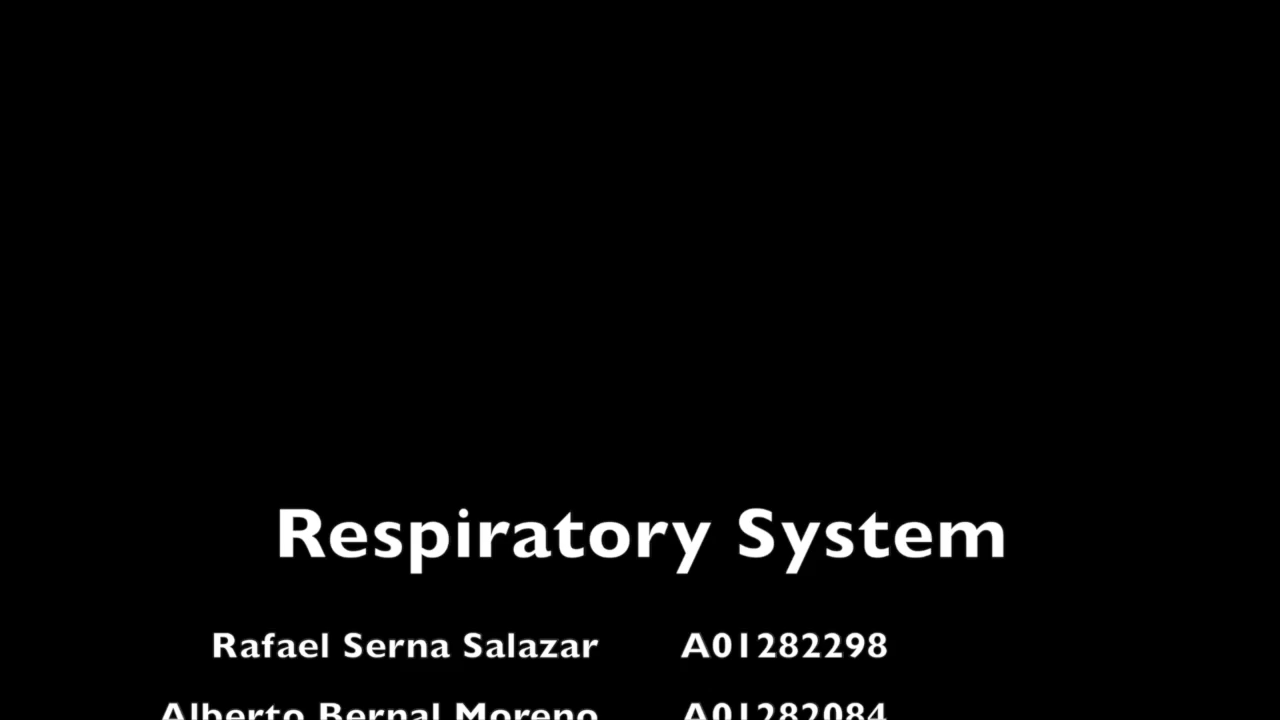 Respiratory System
Rafael Serna Salazar A01282298
Alberto Bernal Moreno A01282084